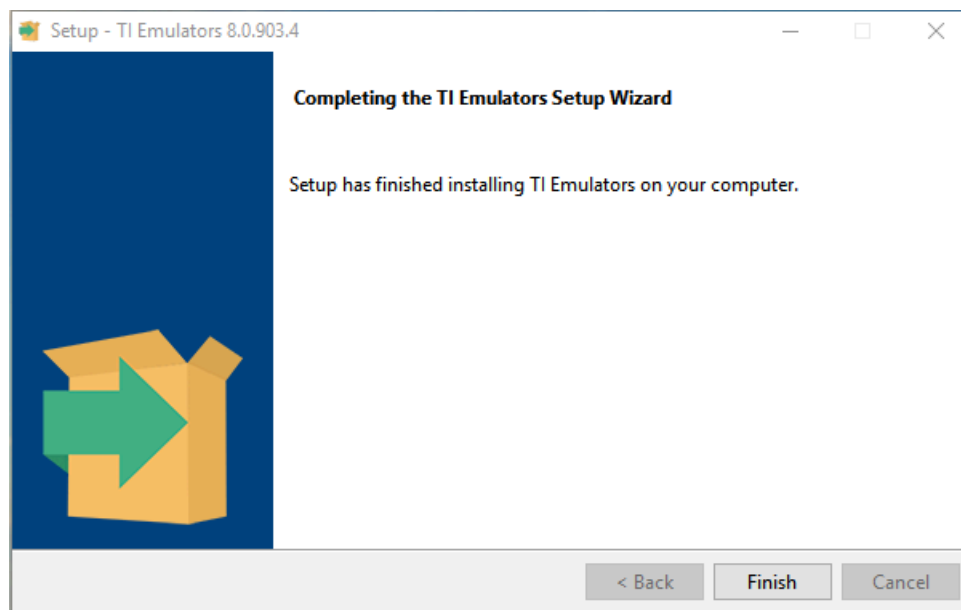 Setup - TI Emulators 8.0.903.4
Completing the TI Emulators Setup Wizard
Setup has finished installing TI Emulators on your computer.
< Back
Finish
Cancel